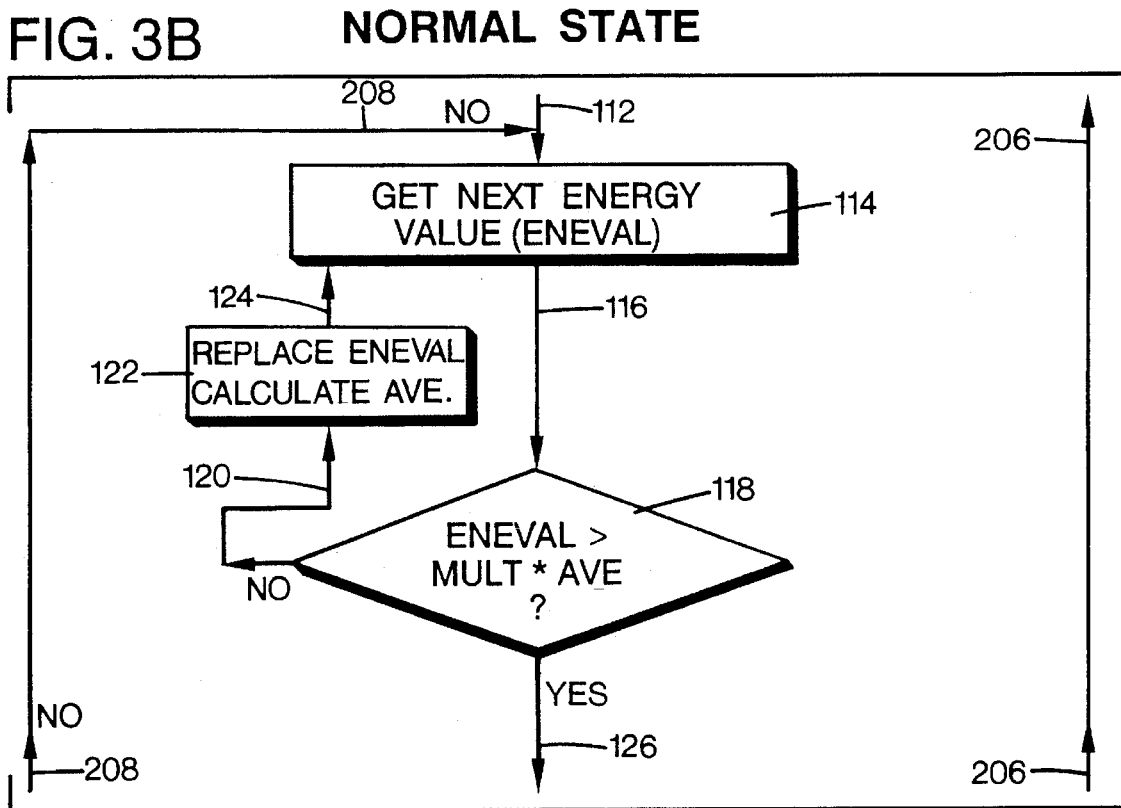 FIG. 3B
NORMAL STATE
208
NO
112
206
GET NEXT ENERGY
VALUE (ENEVAL)
114
124
116
REPLACE ENEVAL
CALCULATE AVE.
122
120
118
ENEVAL >
MULT * AVE
?
NO
YES
NO
126
208
206